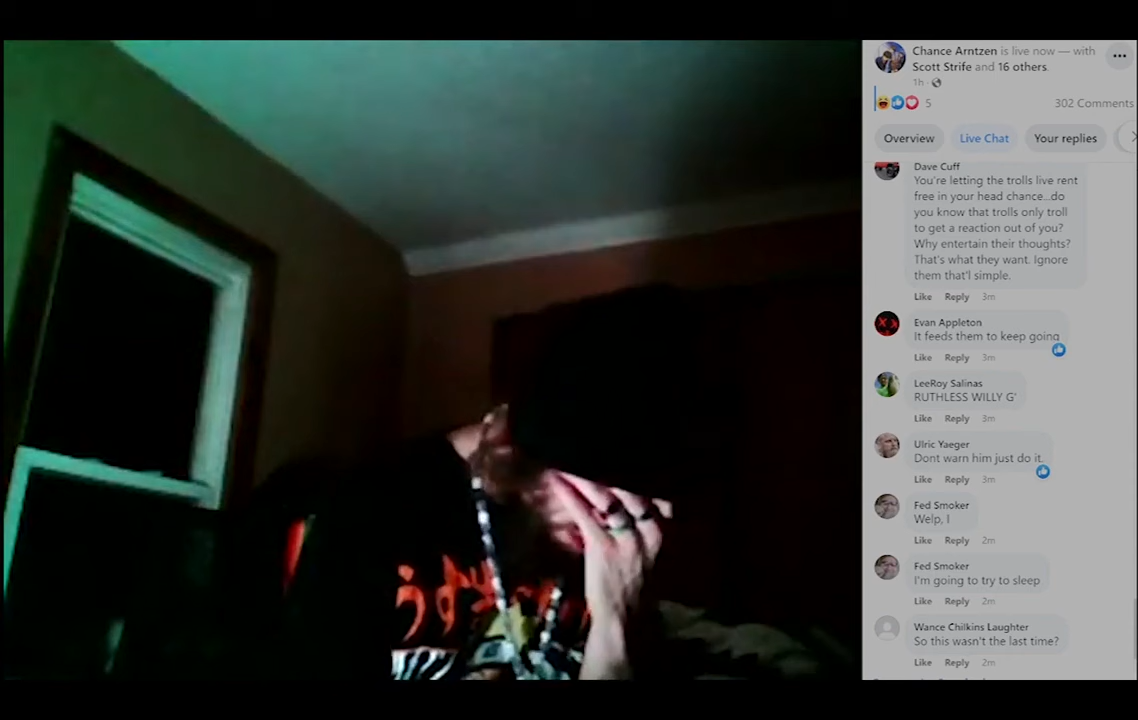 Chance Arntzen is live now — with
Scott Strife and 16 others.
1h
5
302 Comments
Overview
Live Chat
Your replies
Dave Cuff
You're letting the trolls live rent
free in your head chance...do
you know that trolls only troll
to get a reaction out of you?
Why entertain their thoughts?
That's what they want. Ignore
them that'l simple.
Like Reply 3m
Evan Appleton
It feeds them to keep going
Like Reply 3m
LeeRoy Salinas
RUTHLESS WILLY G'
Like Reply 3m
Ulric Yaeger
Dont warn him just do it.
Like Reply 3m
Fed Smoker
Welp, I
Like Reply 2m
Fed Smoker
I'm going to try to sleep
Like Reply 2m
Wance Chilkins Laughter
So this wasn't the last time?
Like Reply 2m